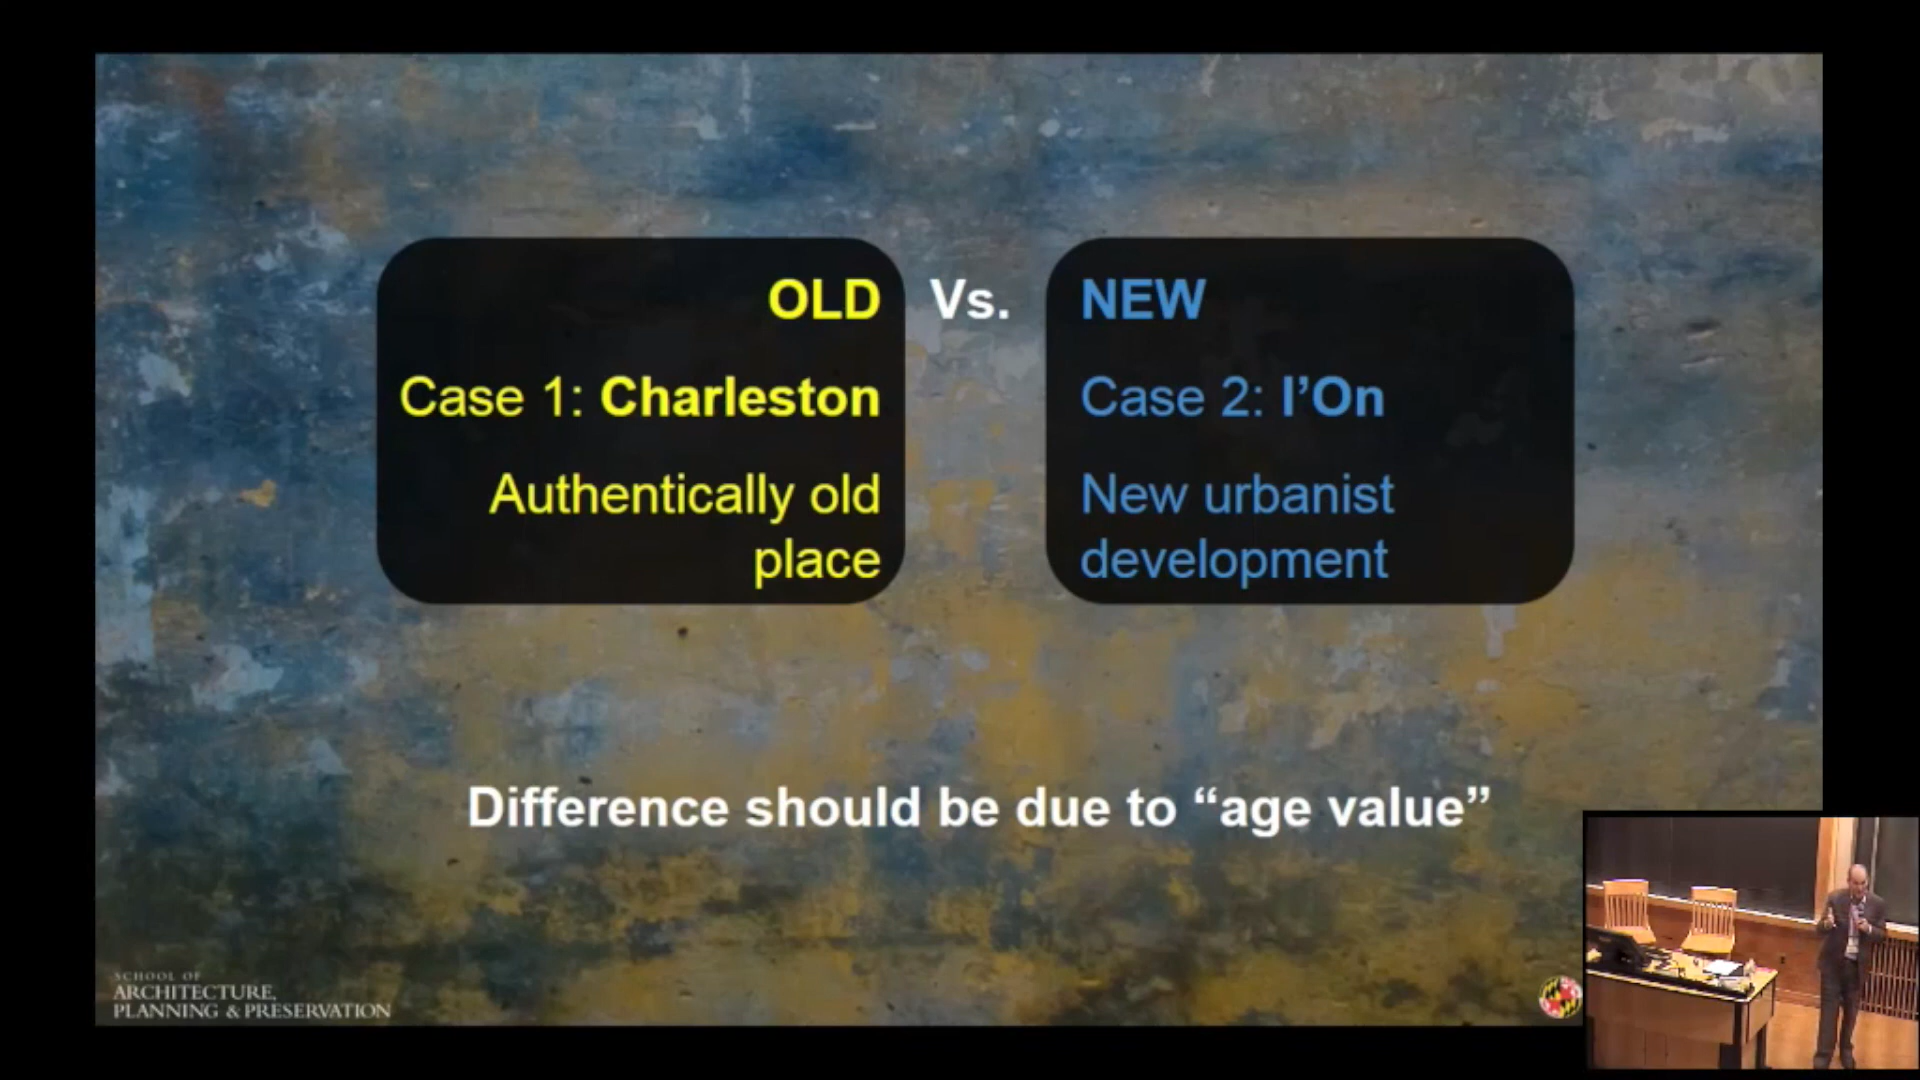 OLD Vs. NEW
Case 1: Charleston
Authentically old
place
Case 2: I'On
New urbanist
development
Difference should be due to “age value”
SCHOOL OF
ARCHITECTURE,
PLANNING & PRESERVATION